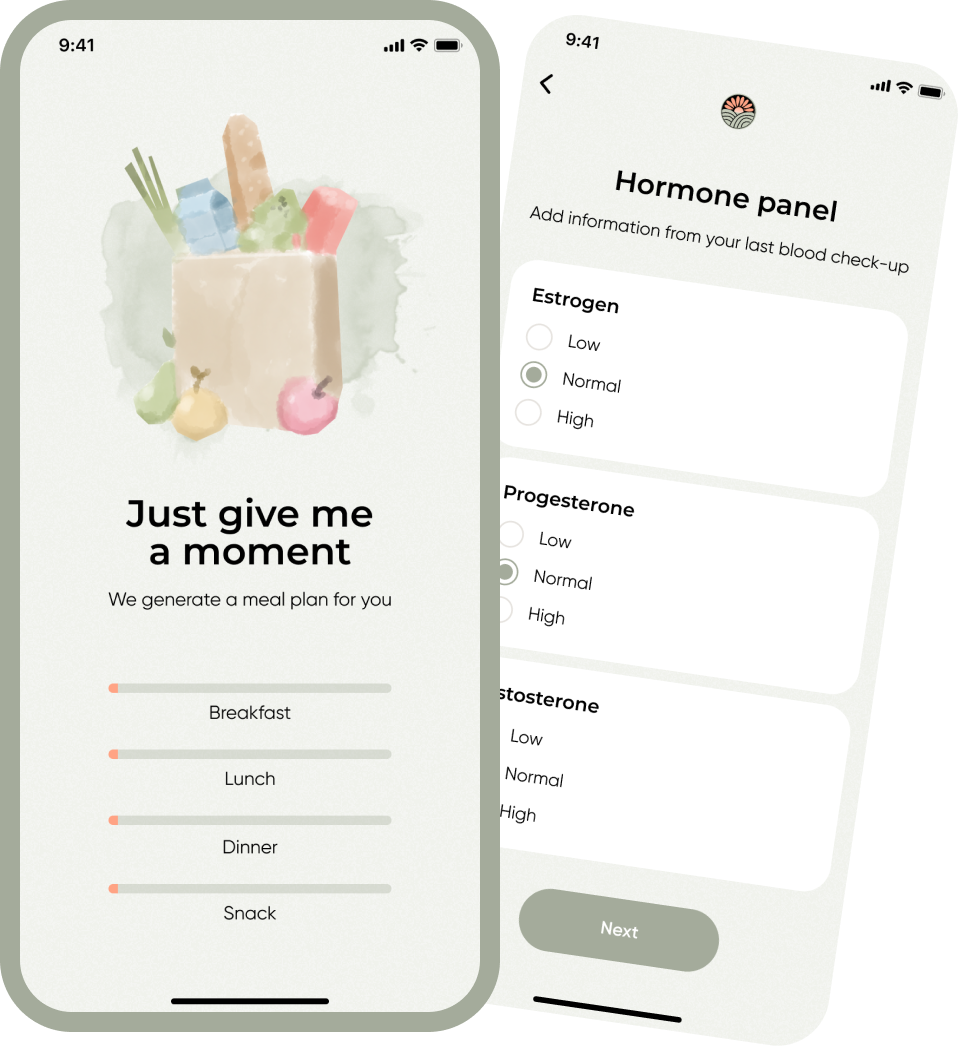 9:41
Just give me
a moment
We generate a meal plan for you
Breakfast
Lunch
Dinner
Snack
9:41
Hormone panel
Add information from your last blood check-up
Estrogen
Low
Normal
High
Progesterone
Low
Normal
High
stosterone
Low
Normal
High
Next